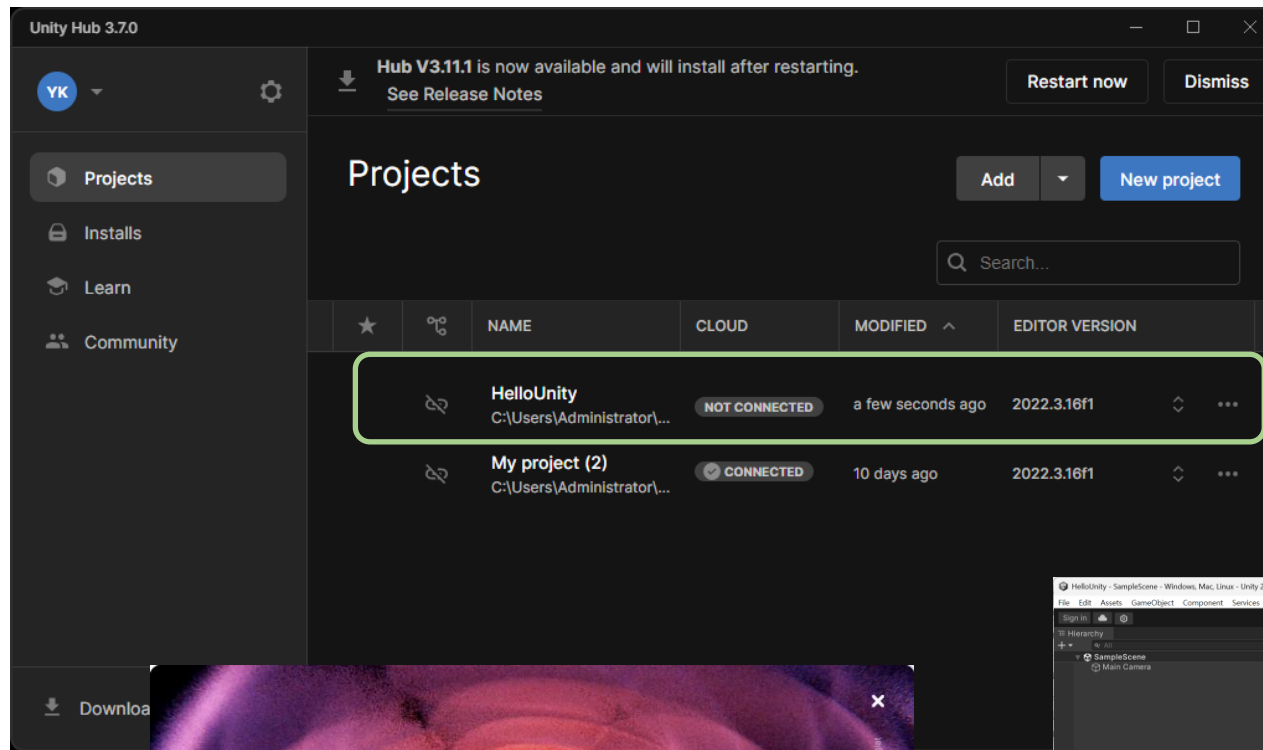 Unity Hub 3.7.0
YK
Hub V3.11.1 is now available and will install after restarting.
See Release Notes
Restart now
Dismiss
Projects
Installs
Learn
Community
Projects
Add
New project
Search...
NAME CLOUD MODIFIED EDITOR VERSION
HelloUnity
C:\Users\Administrator\...
NOT CONNECTED
a few seconds ago
2022.3.16f1
My project (2)
C:\Users\Administrator\...
CONNECTED
10 days ago
2022.3.16f1
Downloa
HelloUnity - SampleScene - Windows, Mac, Linux - Unity 2
File Edit Assets GameObject Component Services
Sign in
Hierarchy
All
SampleScene
Main Camera